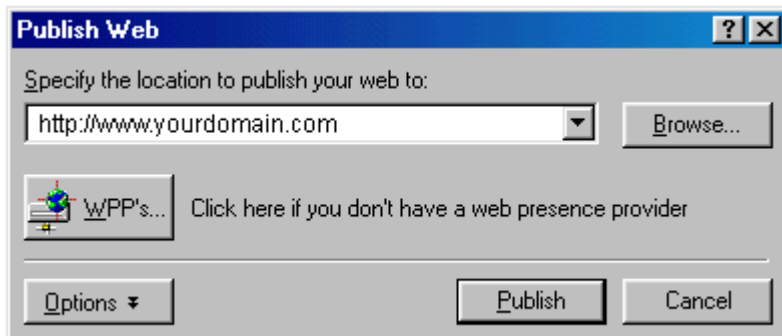 Publish Web
Specify the location to publish your web to:
http://www.yourdomain.com
Browse...
WPP's... Click here if you don't have a web presence provider
Options
Publish
Cancel